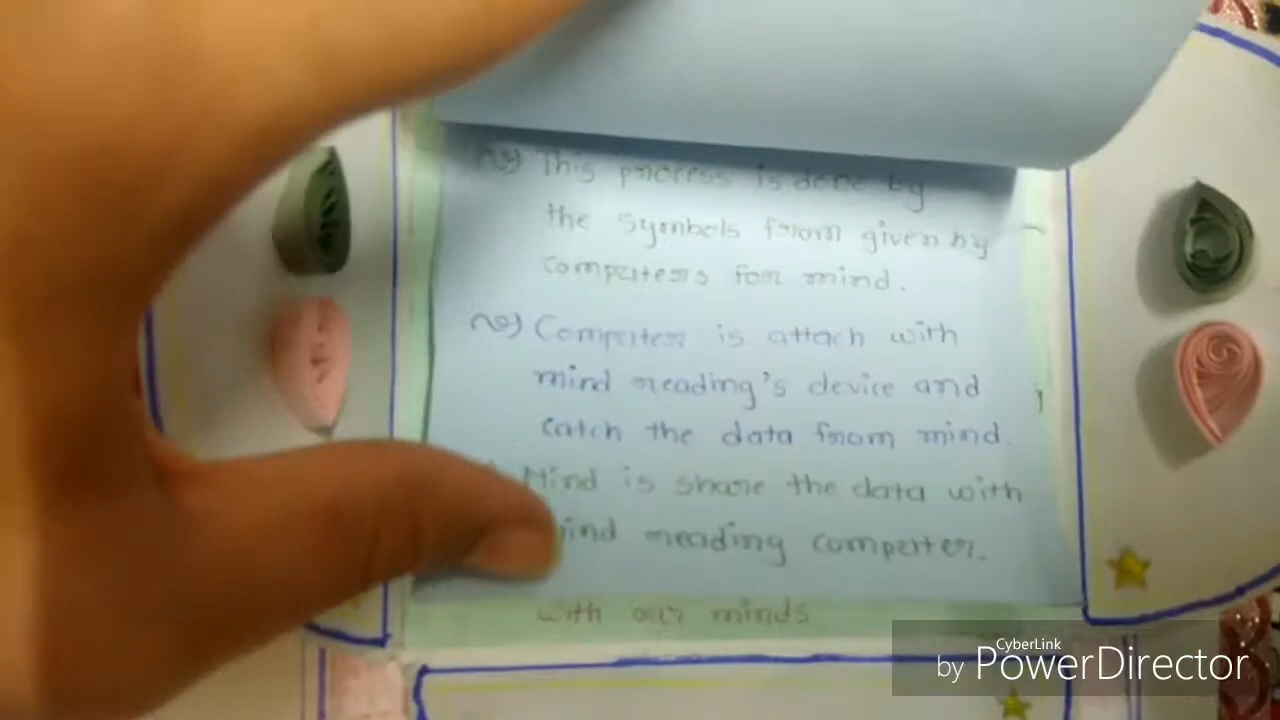 This process is done by
the symbols from given by
computers for mind.
Computer is attach with
mind reading's device and
catch the data from mind.
Mind is share the data with
mind reading computer.
with our minds
CyberLink
by PowerDirector